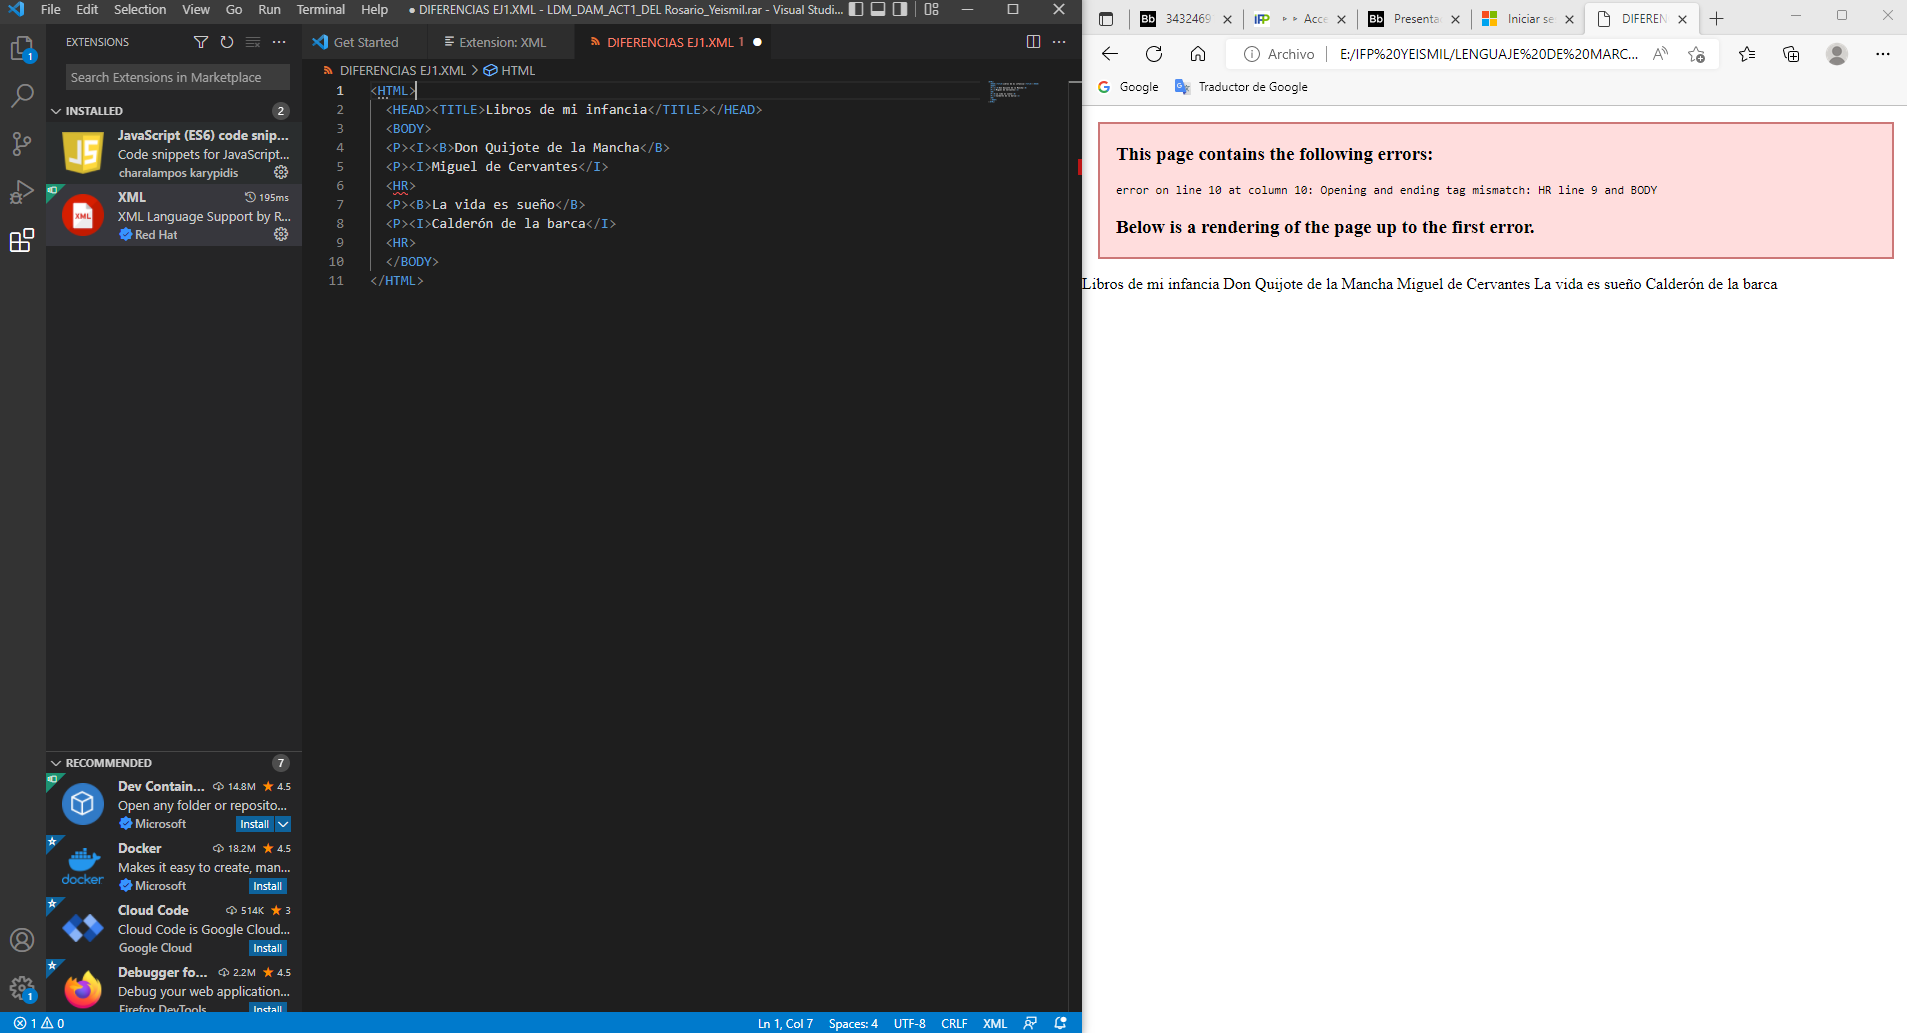 File Edit Selection View Go Run Terminal Help ● DIFERENCIAS EJ1.XML - LDM_DAM_ACT1_DEL Rosario_Yeismil.rar - Visual Studi...
EXTENSIONS
Search Extensions in Marketplace
INSTALLED 2
JavaScript (ES6) code snip...
Code snippets for JavaScript...
charalampos karypidis
XML 195ms
XML Language Support by R...
Red Hat
RECOMMENDED 7
Dev Contain... 14.8M ★ 4.5
Open any folder or reposito...
Microsoft Install
Docker 18.2M ★ 4.5
Makes it easy to create, man...
Microsoft Install
Cloud Code 514K ★ 3
Cloud Code is Google Cloud...
Google Cloud Install
Debugger fo... 2.2M ★ 4.5
Debug your web application...
Firefox DevTools Install
Get Started Extension: XML DIFERENCIAS EJ1.XML 1 ●
DIFERENCIAS EJ1.XML > HTML
1 <HTML>
2 <HEAD><TITLE>Libros de mi infancia</TITLE></HEAD>
3 <BODY>
4 <P><I><B>Don Quijote de la Mancha</B>
5 <P><I>Miguel de Cervantes</I>
6 <HR>
7 <P><B>La vida es sueño</B>
8 <P><I>Calderón de la barca</I>
9 <HR>
10 </BODY>
11 </HTML>
1 0 Ln 1, Col 7 Spaces: 4 UTF-8 CRLF XML
Bb 3432469 iFP Acce Bb Presenta Iniciar se DIFEREN
Archivo E:/IFP%20YEISMIL/LENGUAJE%20DE%20MARC...
Google Traductor de Google
This page contains the following errors:
error on line 10 at column 10: Opening and ending tag mismatch: HR line 9 and BODY
Below is a rendering of the page up to the first error.
Libros de mi infancia Don Quijote de la Mancha Miguel de Cervantes La vida es sueño Calderón de la barca